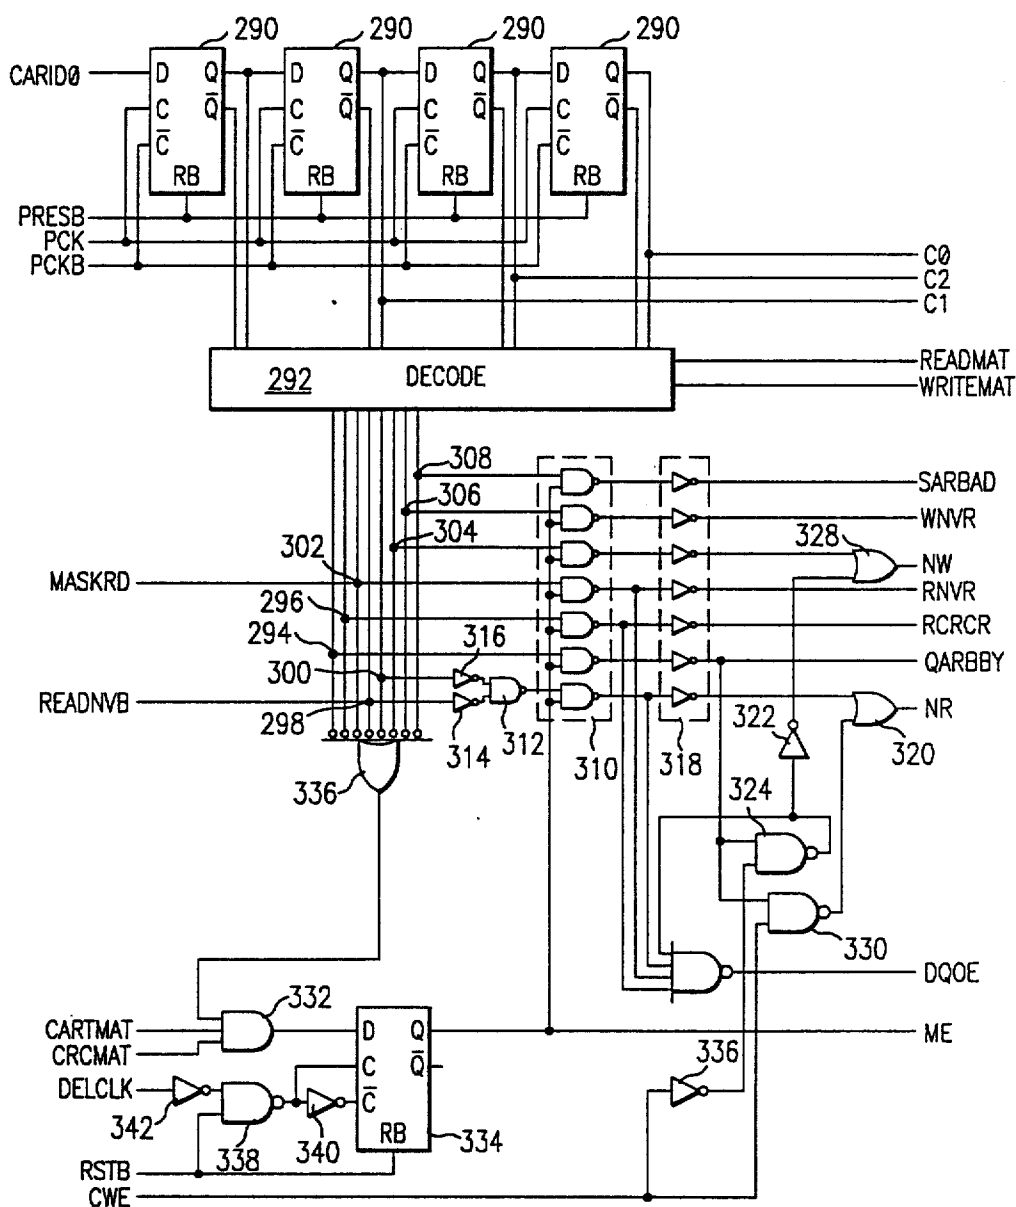 290 290 290 290
CARID0 D Q D Q D Q D Q
C Q̅ C Q̅ C Q̅ C Q̅
C̅ C̅ C̅ C̅
RB RB RB RB
PRESB
PCK
PCKB
C0
C2
C1
292 DECODE READMAT
WRITEMAT
308 SARBAD
306 WNVR
304 328
302 NW
MASKRD RNVR
296 RCRCR
294 316 QARBBY
300
READNVB NR
298 314 312 310 318 322 320
336
324
330
DQOE
332
CARTMAT D Q ME
CRCMAT
C Q̅ 336
DELCLK C̅
342 338 340 RB 334
RSTB
CWE